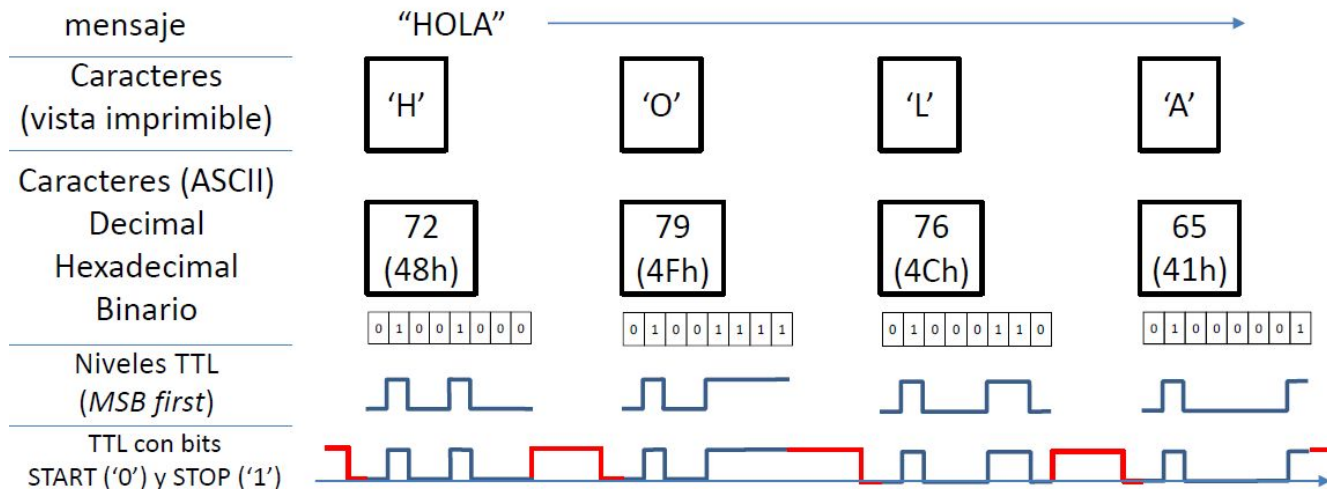 mensaje “HOLA”
Caracteres
(vista imprimible)
‘H’ ‘O’ ‘L’ ‘A’
Caracteres (ASCII)
Decimal
Hexadecimal
Binario
72 79 76 65
(48h) (4Fh) (4Ch) (41h)
0 1 0 0 1 0 0 0 0 1 0 0 1 1 1 1 0 1 0 0 0 1 1 0 0 1 0 0 0 0 0 1
Niveles TTL
(MSB first)
TTL con bits
START (‘0’) y STOP (‘1’)